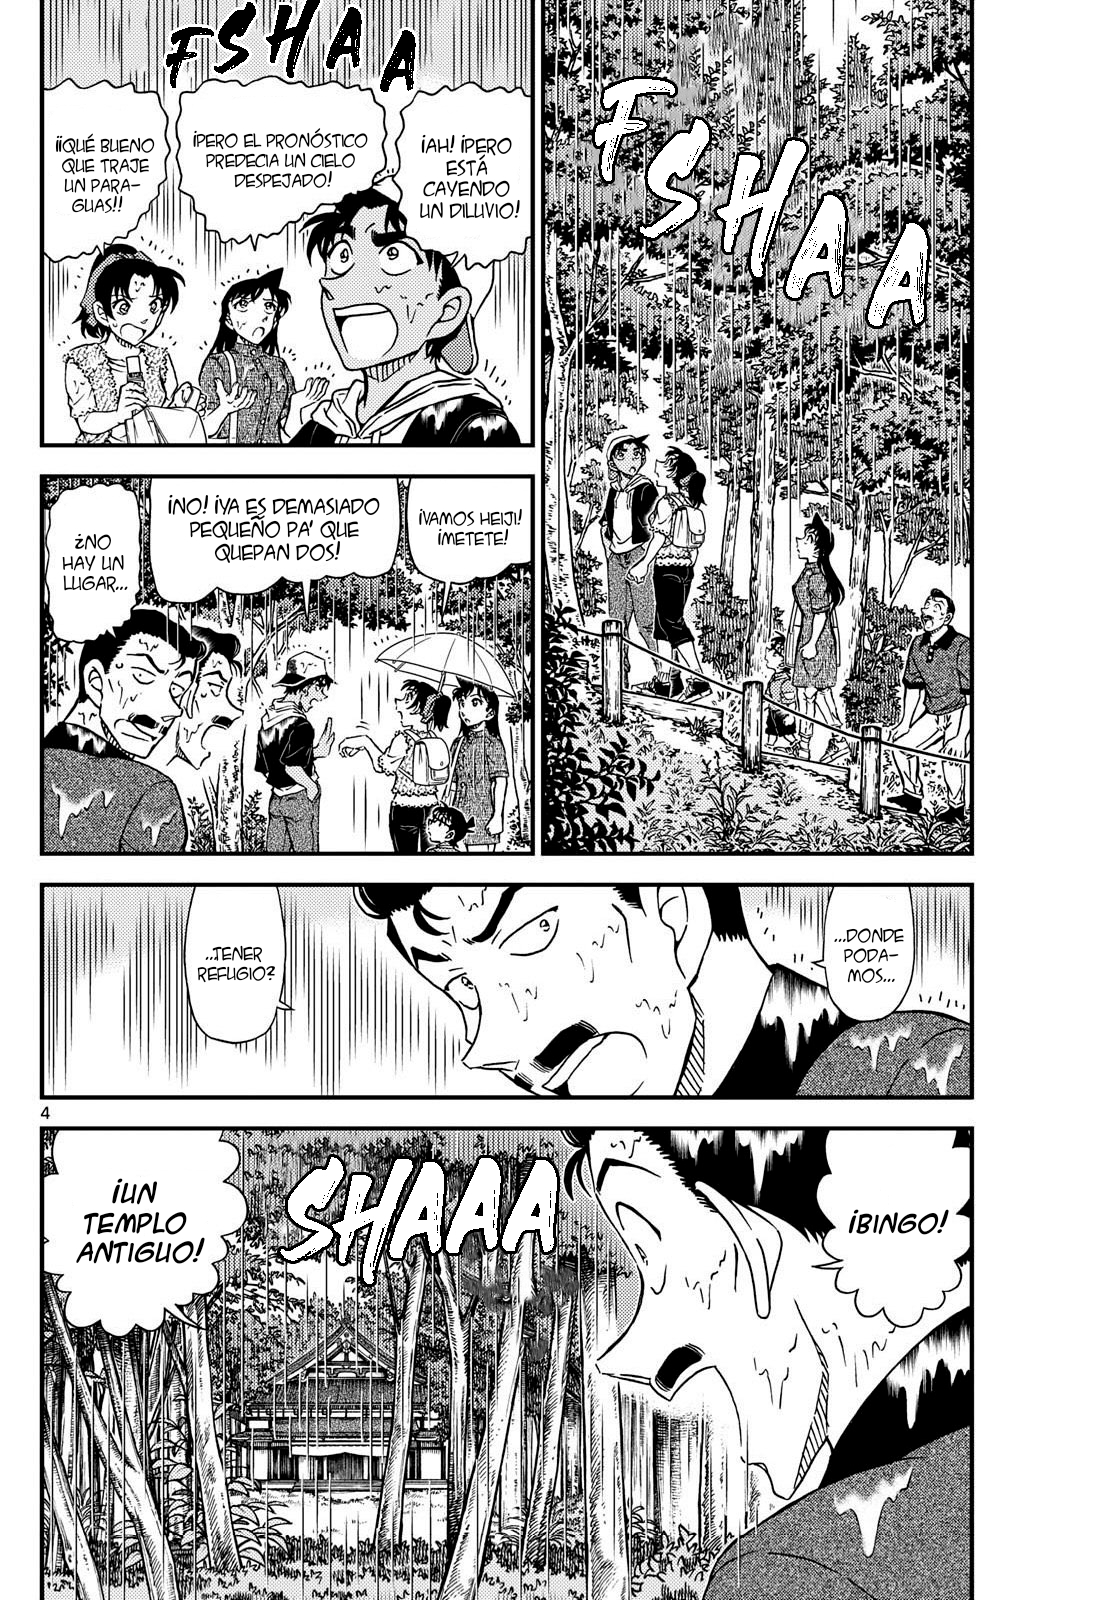 FSHAA
FSHAA
¡AH! ¡PERO
ESTÁ
CAYENDO
UN DILUVIO!
¡PERO EL PRONÓSTICO
PREDECIA UN CIELO
DESPEJADO!
¡¡QUÉ BUENO
QUE TRAJE
UN PARA-
GUAS!!
¡VAMOS HEIJI!
¡METETE!
¡NO! ¡YA ES DEMASIADO
PEQUEÑO PA' QUE
QUEPAN DOS!
¿NO
HAY UN
LUGAR...
...DONDE
PODA-
MOS...
...TENER
REFUGIO?
4
¡BINGO!
SHAAA
¡UN
TEMPLO
ANTIGUO!